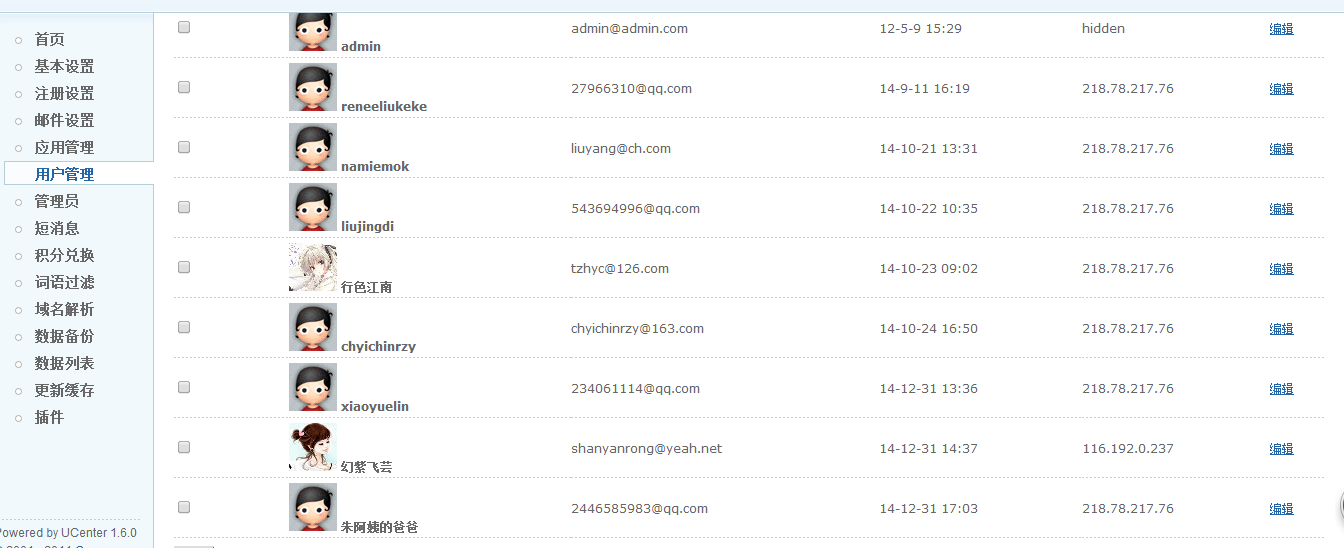 首页
基本设置
注册设置
邮件设置
应用管理
用户管理
管理员
短消息
积分兑换
词语过滤
域名解析
数据备份
数据列表
更新缓存
插件
Powered by UCenter 1.6.0
admin admin@admin.com 12-5-9 15:29 hidden 编辑
reneeliukeke 27966310@qq.com 14-9-11 16:19 218.78.217.76 编辑
namiemok liuyang@ch.com 14-10-21 13:31 218.78.217.76 编辑
liujingdi 543694996@qq.com 14-10-22 10:35 218.78.217.76 编辑
行色江南 tzhyc@126.com 14-10-23 09:02 218.78.217.76 编辑
chyichinrzy chyichinrzy@163.com 14-10-24 16:50 218.78.217.76 编辑
xiaoyuelin 234061114@qq.com 14-12-31 13:36 218.78.217.76 编辑
幻紫飞芸 shanyanrong@yeah.net 14-12-31 14:37 116.192.0.237 编辑
朱阿姨的爸爸 2446585983@qq.com 14-12-31 17:03 218.78.217.76 编辑